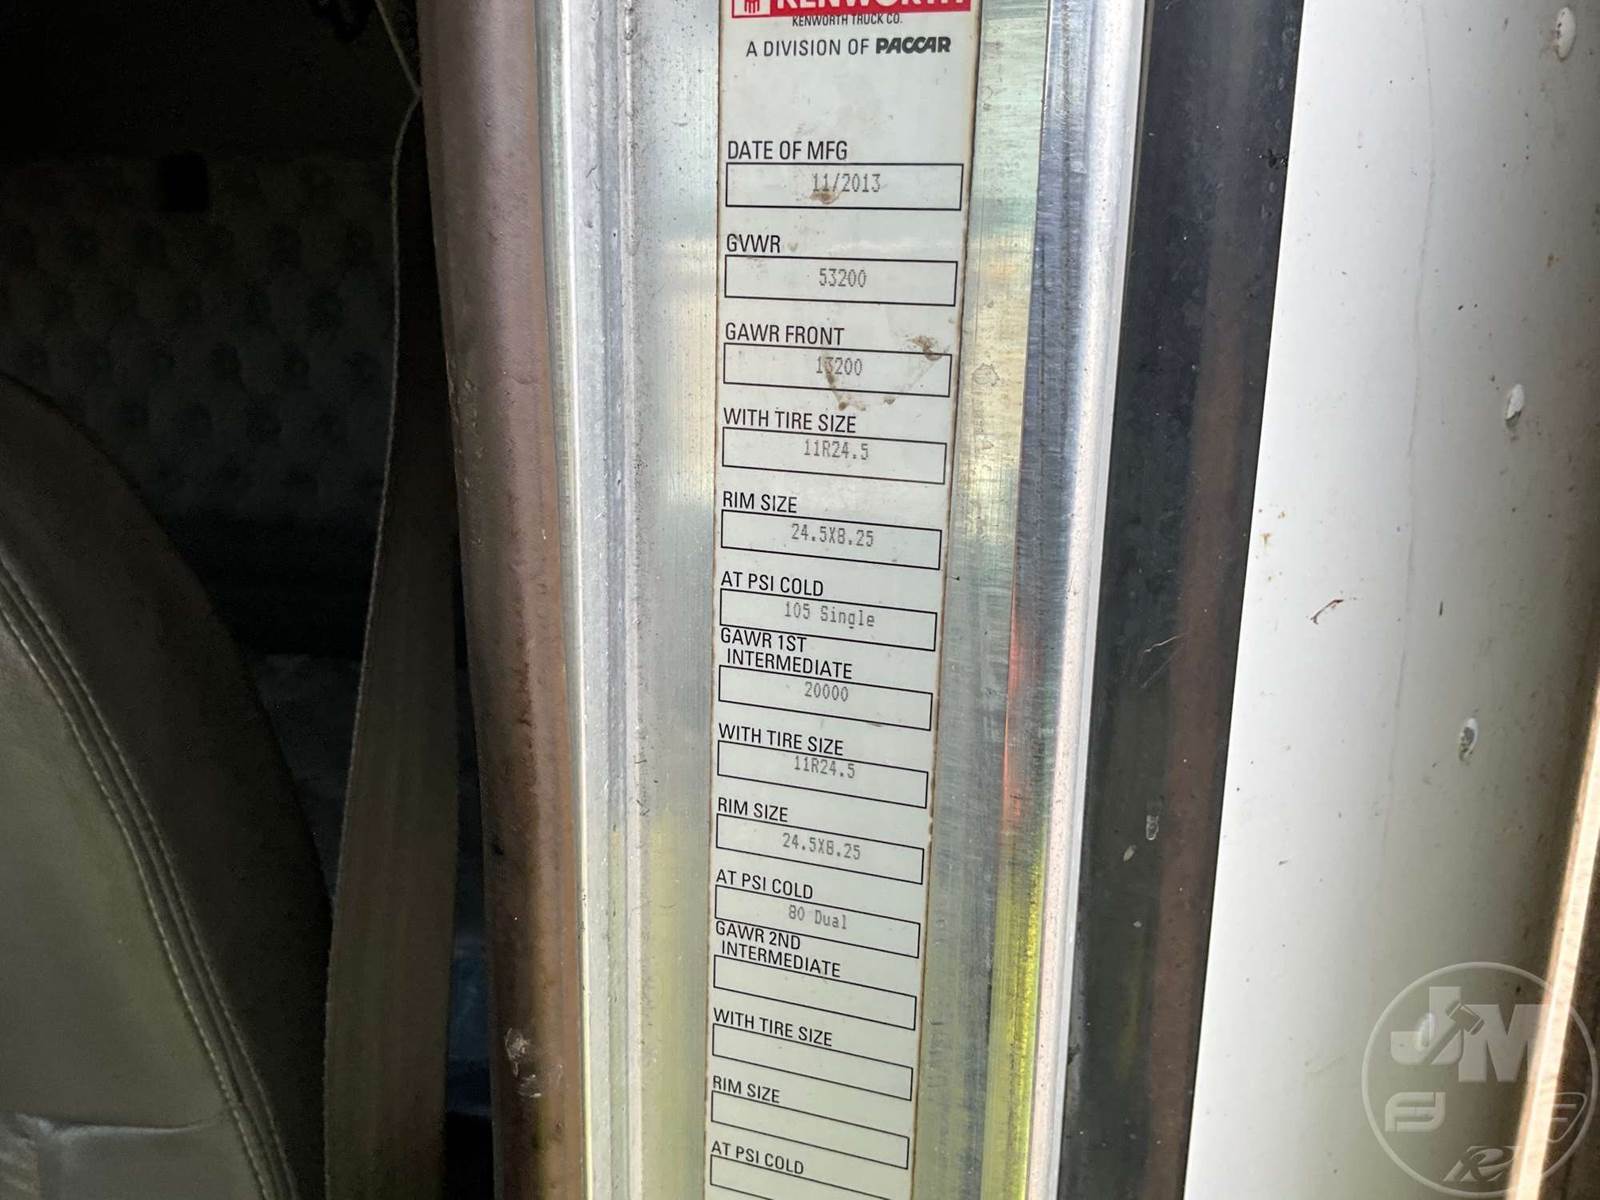 KENWORTH
KENWORTH TRUCK CO.
A DIVISION OF PACCAR
DATE OF MFG
11/2013
GVWR
53200
GAWR FRONT
13200
WITH TIRE SIZE
11R24.5
RIM SIZE
24.5X8.25
AT PSI COLD
105 Single
GAWR 1ST
INTERMEDIATE
20000
WITH TIRE SIZE
11R24.5
RIM SIZE
24.5X8.25
AT PSI COLD
80 Dual
GAWR 2ND
INTERMEDIATE
WITH TIRE SIZE
RIM SIZE
AT PSI COLD
JM